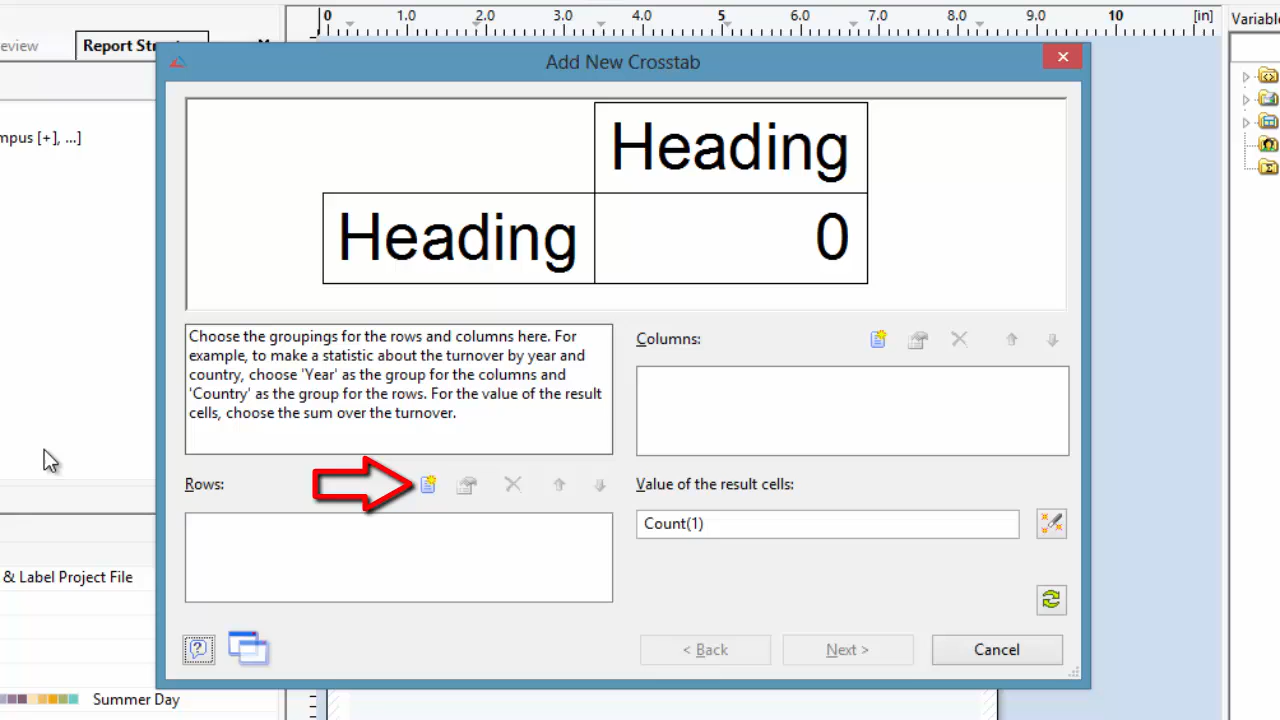 0 1.0 2.0 3.0 4.0 5 6.0 7.0 8.0 9.0 10 [in]
Variable
eview
Report Str
Add New Crosstab
Heading
mpus [+], ...]
Heading 0
Choose the groupings for the rows and columns here. For
example, to make a statistic about the turnover by year and
country, choose 'Year' as the group for the columns and
'Country' as the group for the rows. For the value of the result
cells, choose the sum over the turnover.
Columns:
Rows:
Value of the result cells:
Count(1)
& Label Project File
< Back
Next >
Cancel
Summer Day